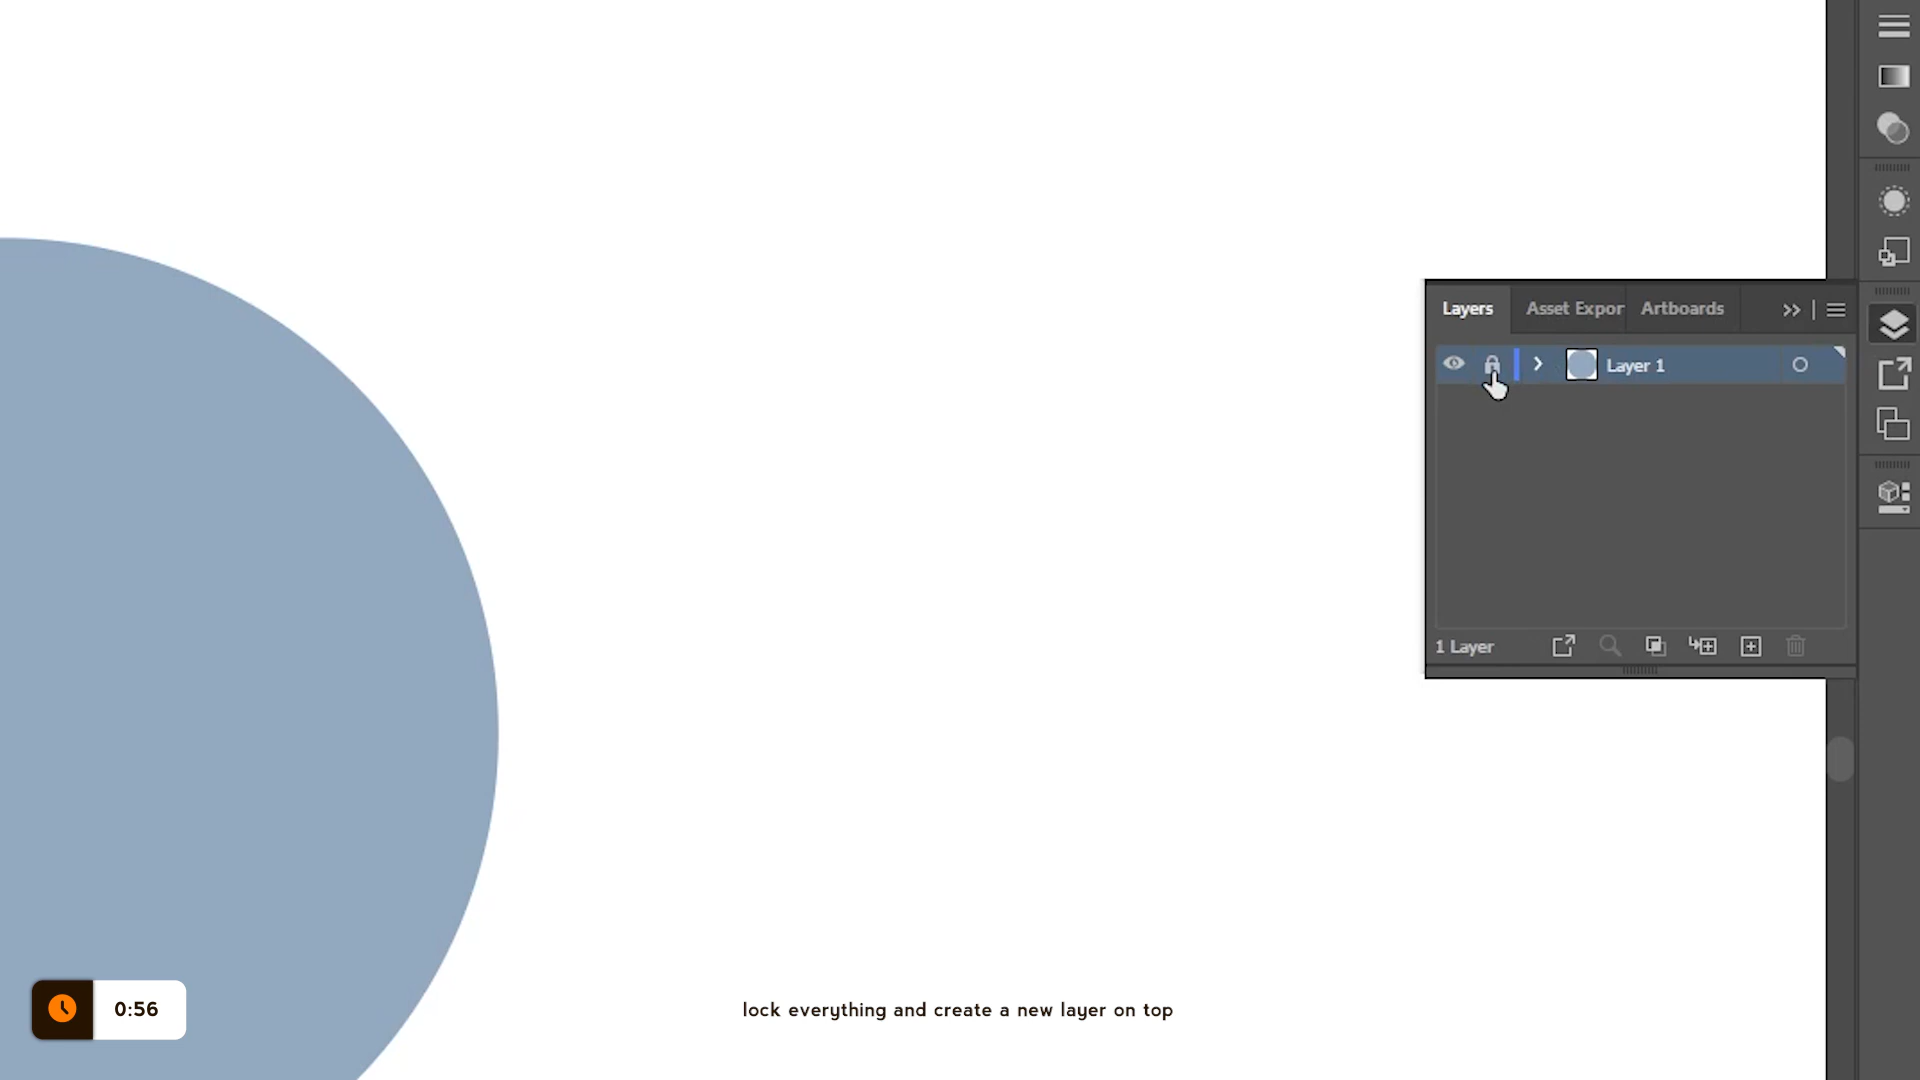 Layers
Asset Expor
Artboards
Layer 1
1 Layer
0:56
lock everything and create a new layer on top